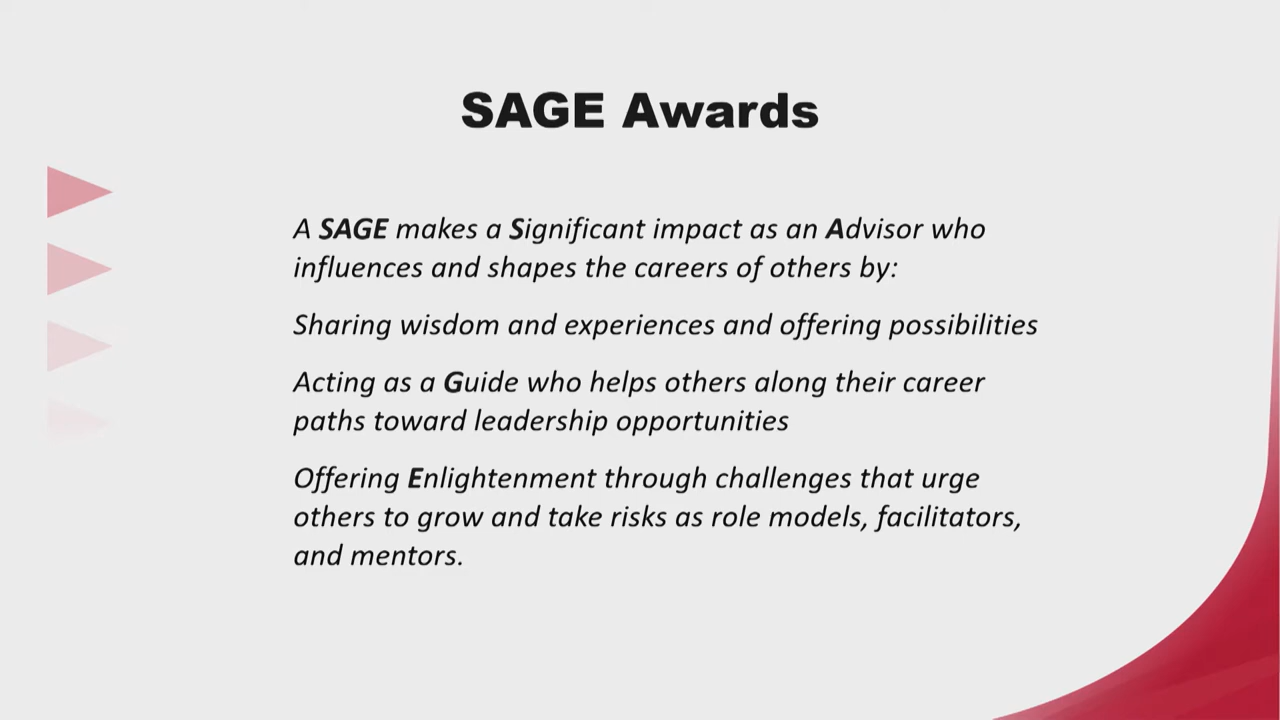 SAGE Awards
A SAGE makes a Significant impact as an Advisor who
influences and shapes the careers of others by:
Sharing wisdom and experiences and offering possibilities
Acting as a Guide who helps others along their career
paths toward leadership opportunities
Offering Enlightenment through challenges that urge
others to grow and take risks as role models, facilitators,
and mentors.